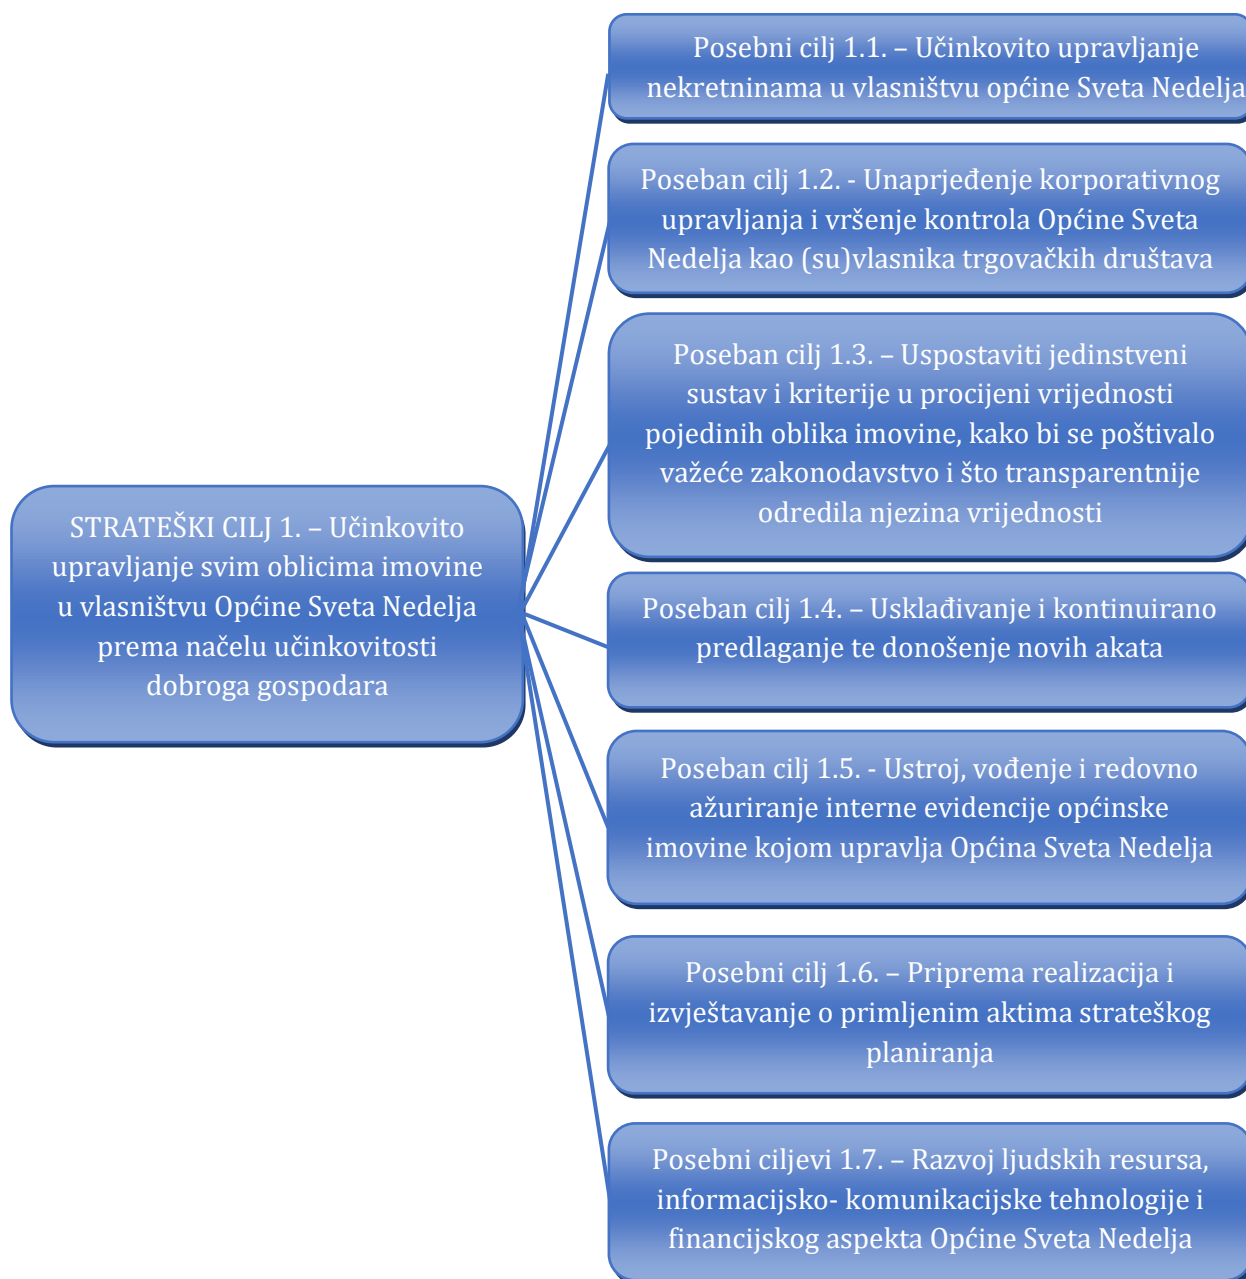 Posebni cilj 1.1. – Učinkovito upravljanje
nekretninama u vlasništvu općine Sveta Nedelja
Poseban cilj 1.2. - Unaprjeđenje korporativnog
upravljanja i vršenje kontrola Općine Sveta
Nedelja kao (su)vlasnika trgovačkih društava
Poseban cilj 1.3. – Uspostaviti jedinstveni
sustav i kriterije u procijeni vrijednosti
pojedinih oblika imovine, kako bi se poštivalo
važeće zakonodavstvo i što transparentnije
odredila njezina vrijednosti
STRATEŠKI CILJ 1. – Učinkovito
upravljanje svim oblicima imovine
u vlasništvu Općine Sveta Nedelja
prema načelu učinkovitosti
dobroga gospodara
Poseban cilj 1.4. – Usklađivanje i kontinuirano
predlaganje te donošenje novih akata
Poseban cilj 1.5. - Ustroj, vođenje i redovno
ažuriranje interne evidencije općinske
imovine kojom upravlja Općina Sveta Nedelja
Posebni cilj 1.6. – Priprema realizacija i
izvještavanje o primljenim aktima strateškog
planiranja
Posebni ciljevi 1.7. – Razvoj ljudskih resursa,
informacijsko- komunikacijske tehnologije i
financijskog aspekta Općine Sveta Nedelja